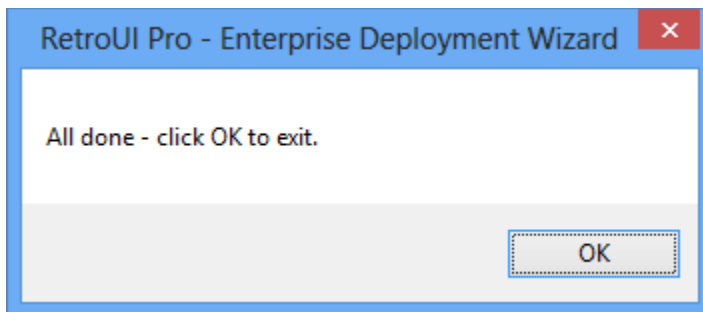 RetroUI Pro - Enterprise Deployment Wizard
All done - click OK to exit.
OK